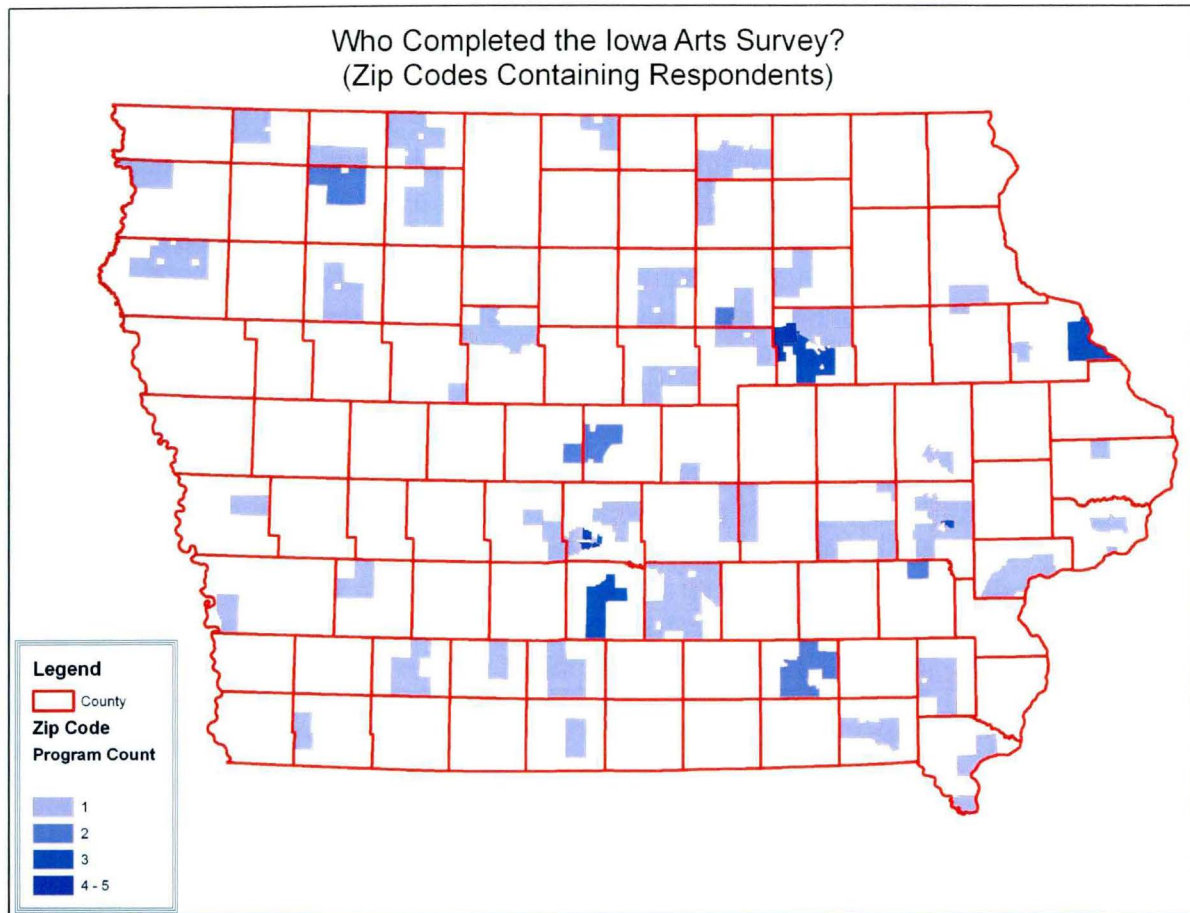 Who Completed the Iowa Arts Survey?
(Zip Codes Containing Respondents)
Legend
County
Zip Code
Program Count
1
2
3
4 - 5